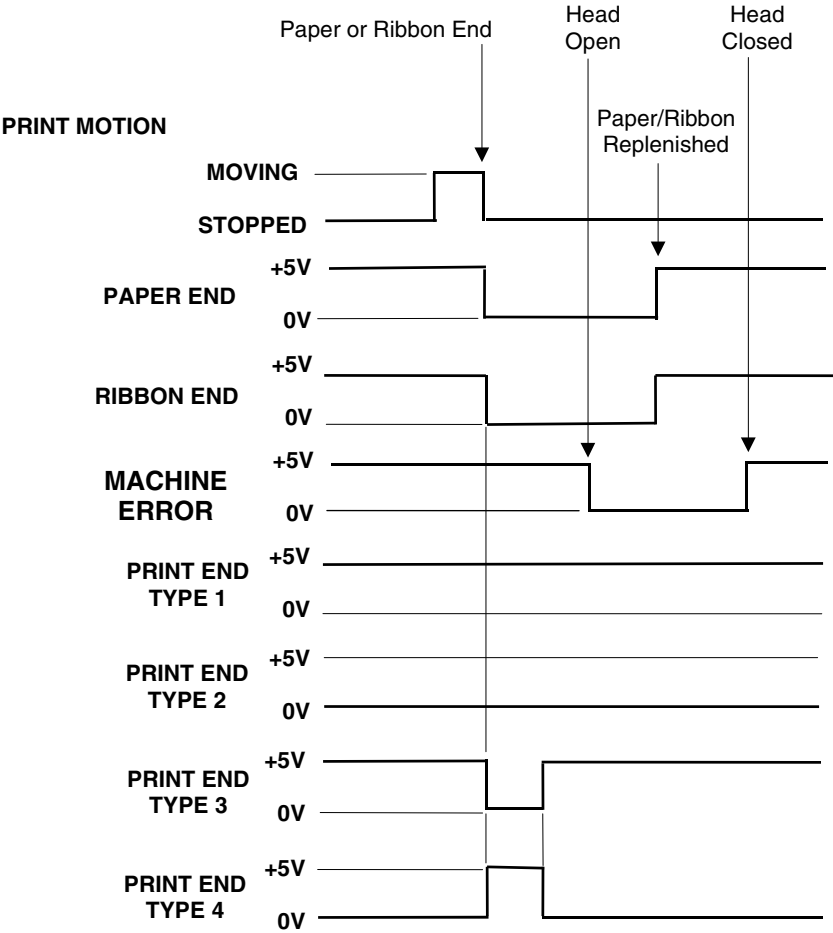 Paper or Ribbon End
Head
Open
Head
Closed
Paper/Ribbon
Replenished
PRINT MOTION
MOVING
STOPPED
+5V
PAPER END
0V
+5V
RIBBON END
0V
+5V
MACHINE
ERROR
0V
+5V
PRINT END
TYPE 1
0V
+5V
PRINT END
TYPE 2
0V
+5V
PRINT END
TYPE 3
0V
+5V
PRINT END
TYPE 4
0V